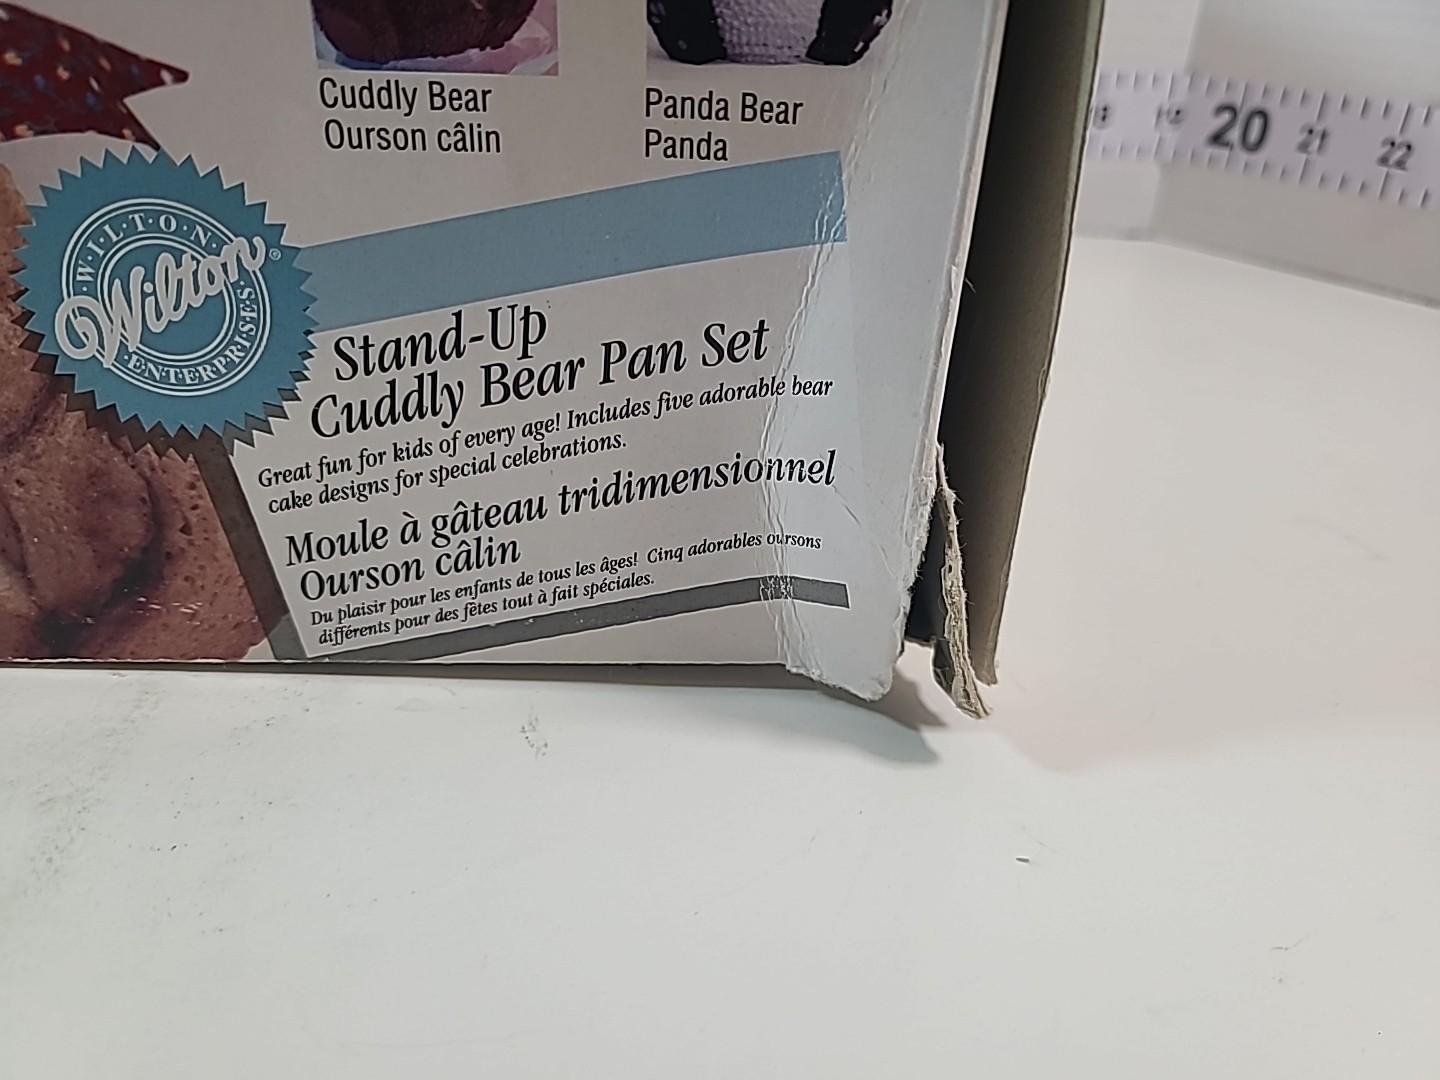 Cuddly Bear
Ourson câlin
Panda Bear
Panda
19 20 21 22
·W·I·L·T·O·N·
Wilton®
·ENTERPRISES·
Stand-Up
Cuddly Bear Pan Set
Great fun for kids of every age! Includes five adorable bear
cake designs for special celebrations.
Moule à gâteau tridimensionnel
Ourson câlin
Du plaisir pour les enfants de tous les âges! Cinq adorables oursons
différents pour des fêtes tout à fait spéciales.